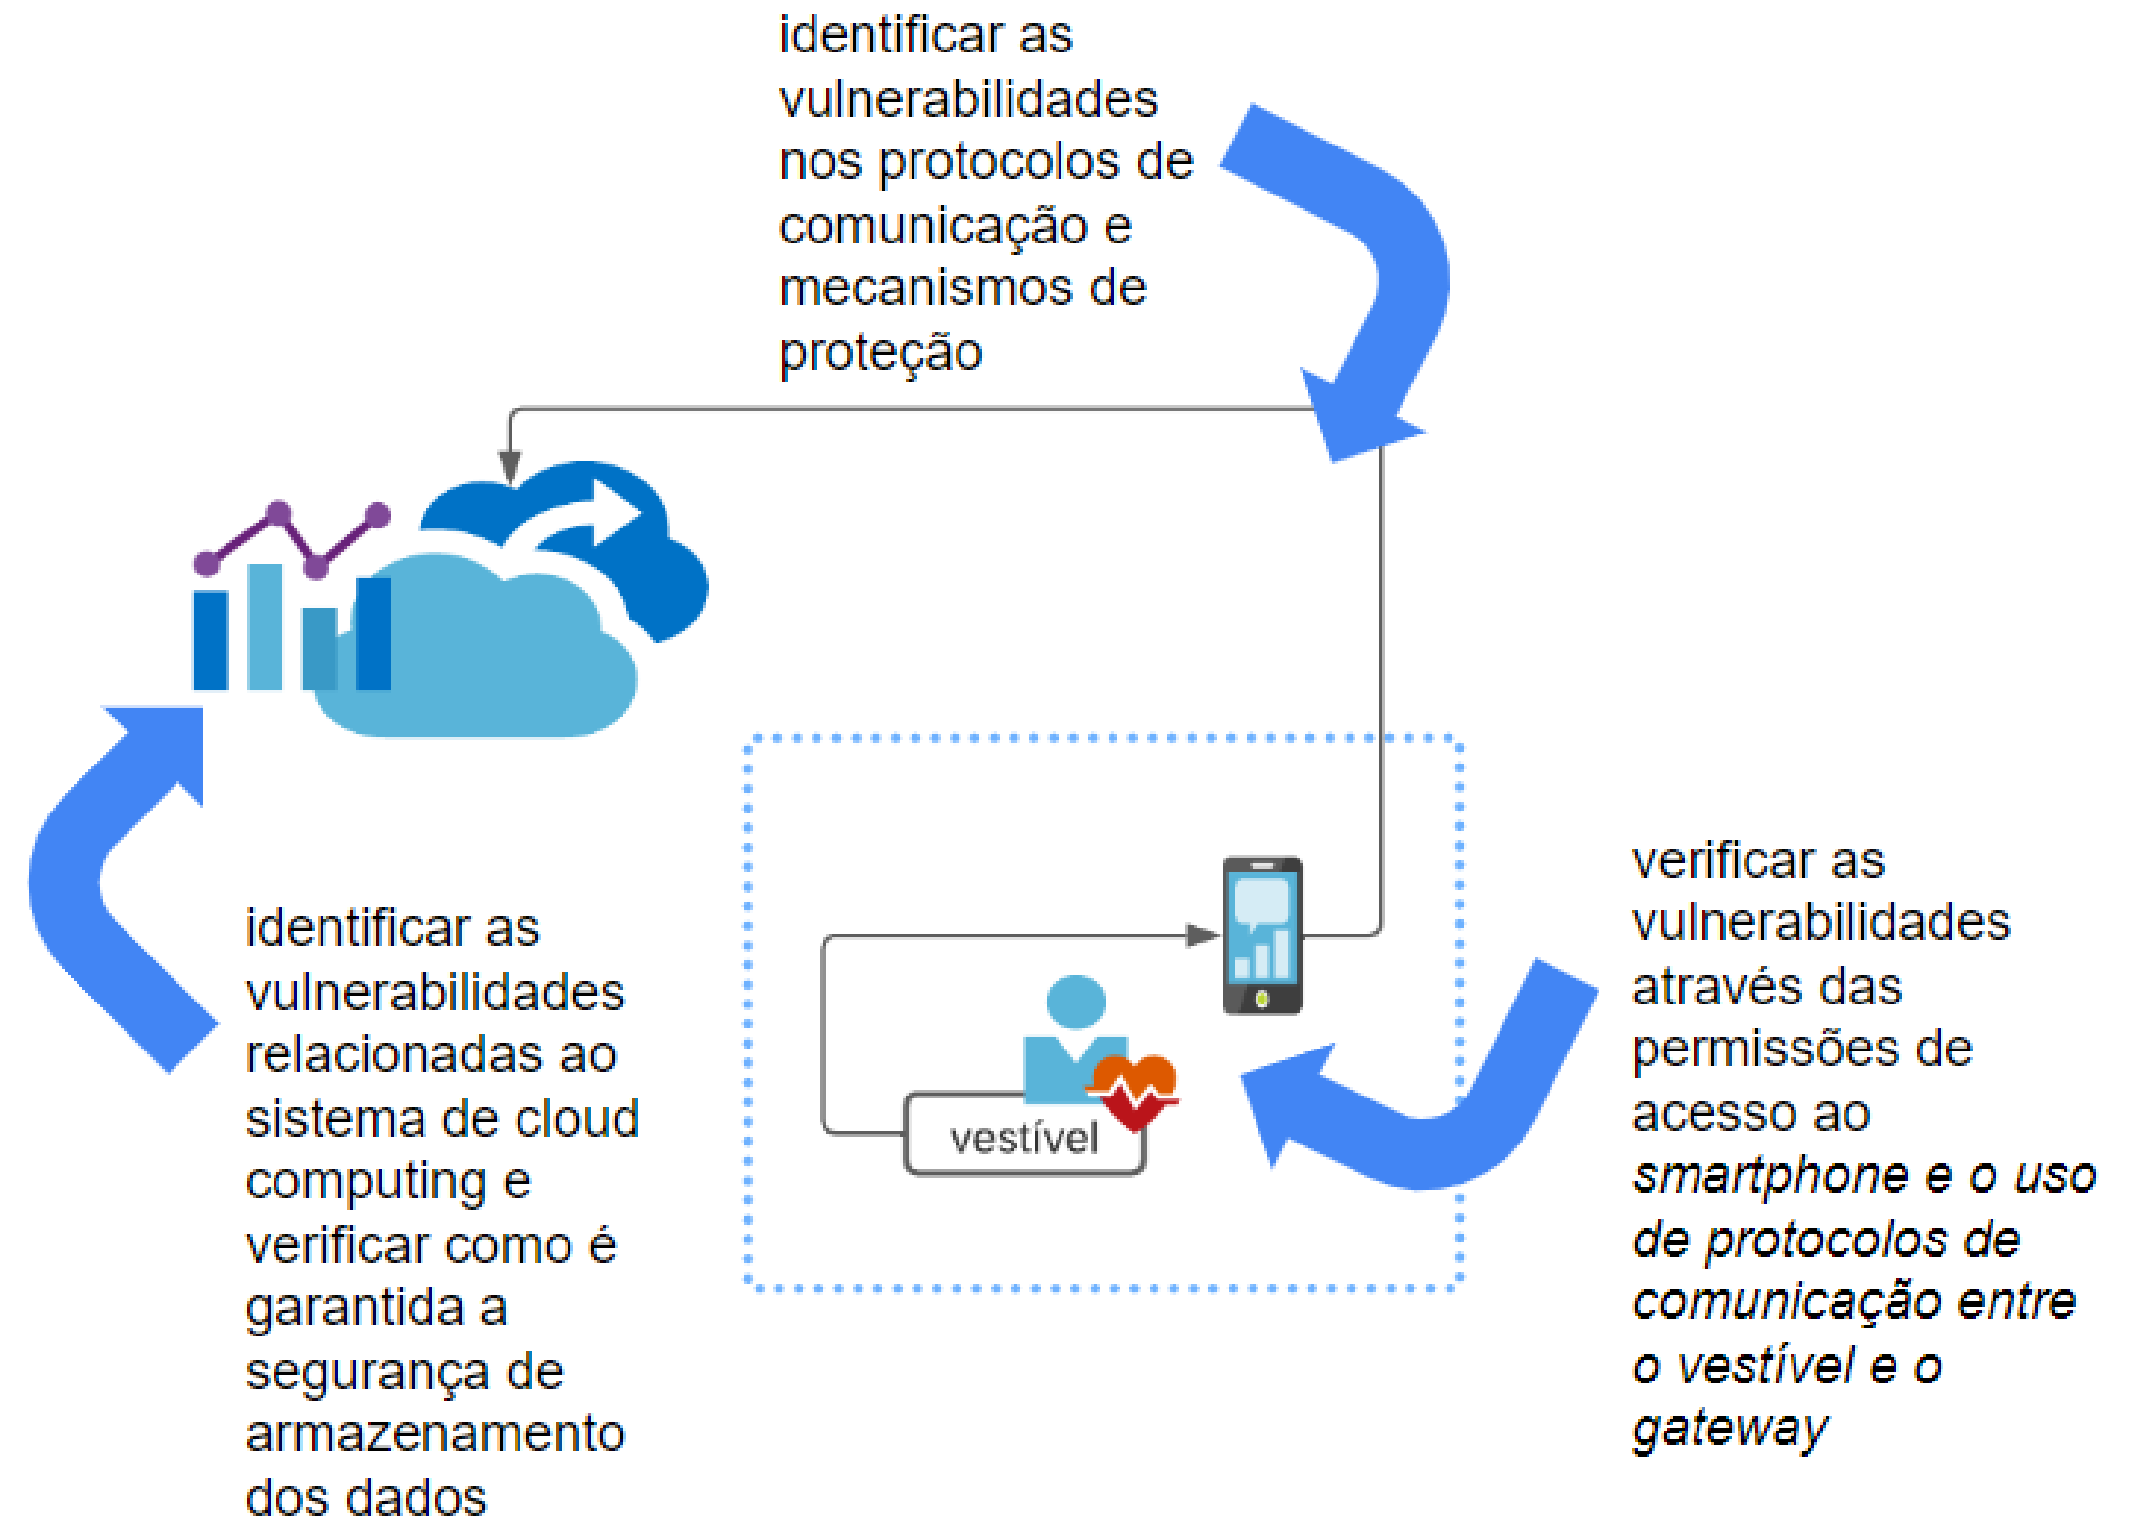 identificar as
vulnerabilidades
nos protocolos de
comunicação e
mecanismos de
proteção
identificar as
vulnerabilidades
relacionadas ao
sistema de cloud
computing e
verificar como é
garantida a
segurança de
armazenamento
dos dados
vestível
verificar as
vulnerabilidades
através das
permissões de
acesso ao
smartphone e o uso
de protocolos de
comunicação entre
o vestível e o
gateway